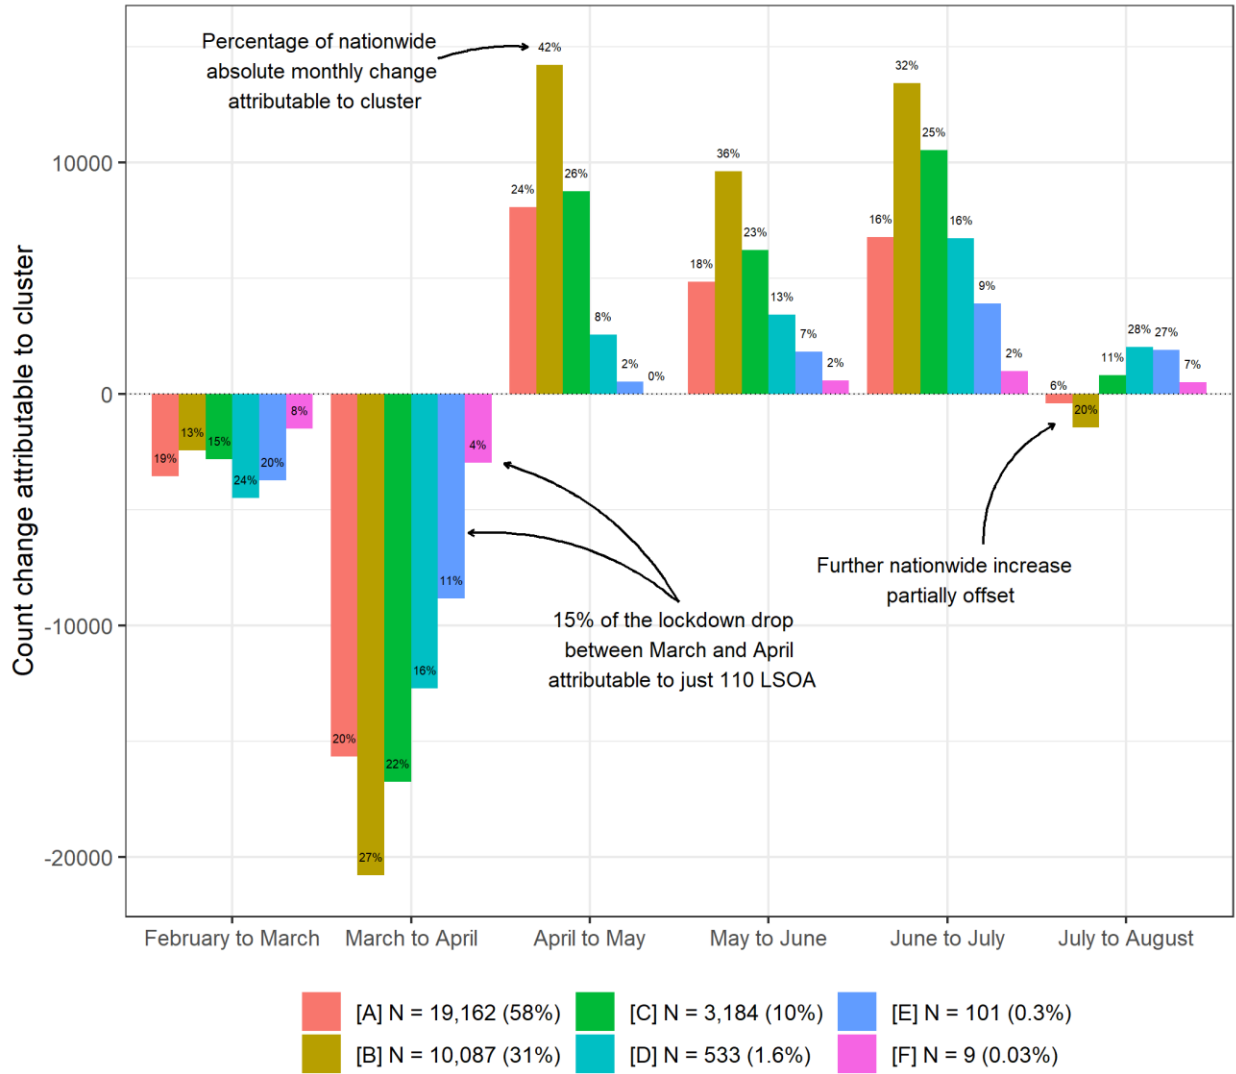 Percentage of nationwide
absolute monthly change
attributable to cluster
42%
32%
36%
25%
24%
26%
23%
18%
16%
16%
13%
9%
8%
7%
2%
0%
2%
2%
28%
27%
11%
7%
6%
20%
10000
0
-10000
-20000
Count change attributable to cluster
19%
13%
15%
24%
20%
8%
20%
27%
22%
16%
11%
4%
Further nationwide increase
partially offset
15% of the lockdown drop
between March and April
attributable to just 110 LSOA
February to March
March to April
April to May
May to June
June to July
July to August
[A] N = 19,162 (58%)
[C] N = 3,184 (10%)
[E] N = 101 (0.3%)
[B] N = 10,087 (31%)
[D] N = 533 (1.6%)
[F] N = 9 (0.03%)